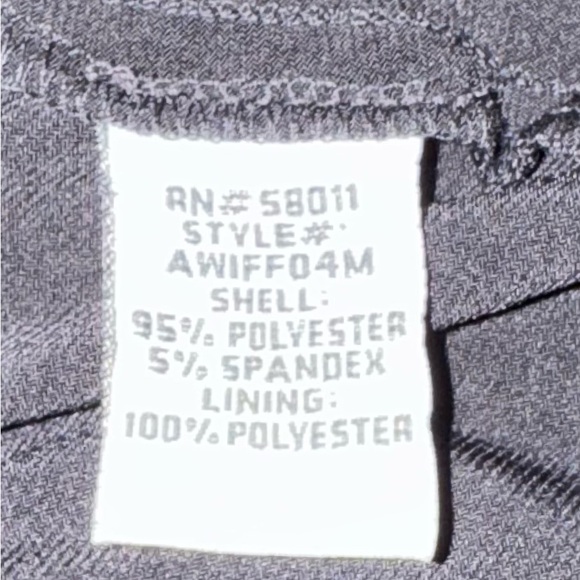 RN# 58011
STYLE#
AWIFF04M
SHELL:
95% POLYESTER
5% SPANDEX
LINING:
100% POLYESTER